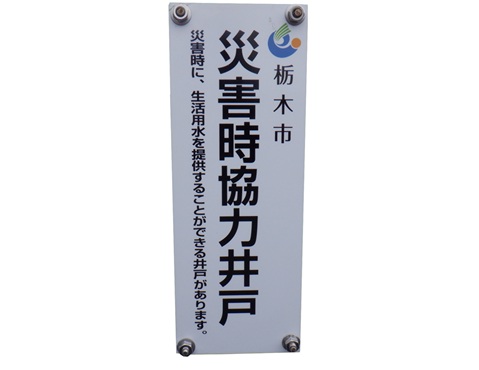 栃木市
災害時協力井戸
災害時に、生活用水を提供することができる井戸があります。